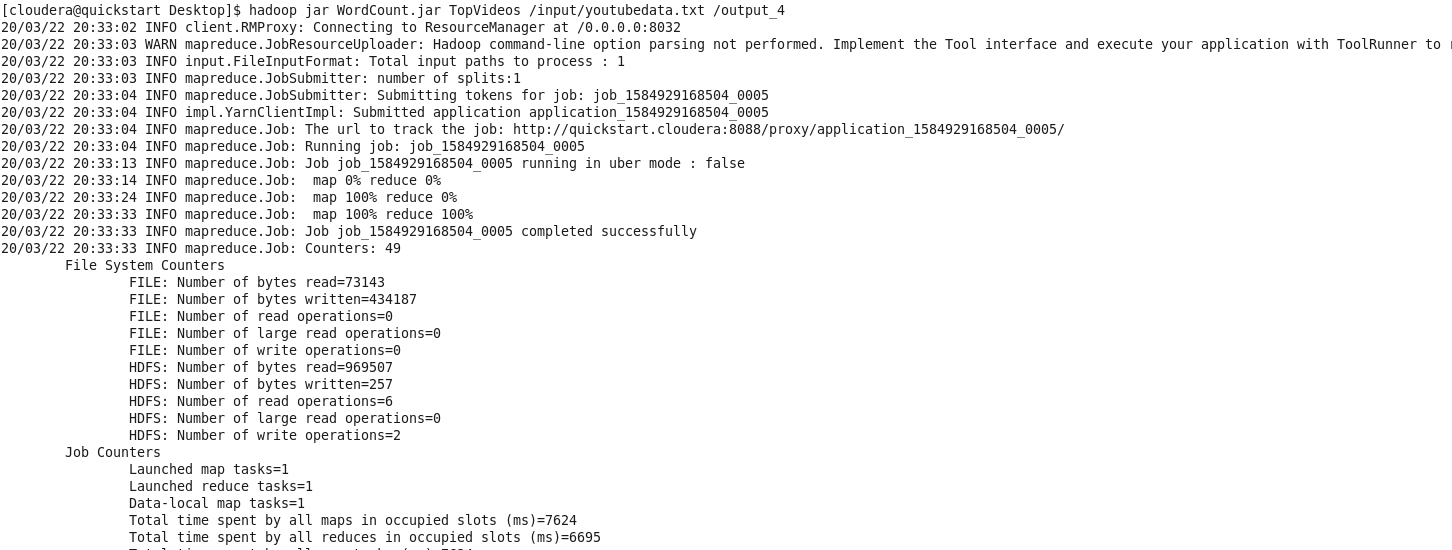 [cloudera@quickstart Desktop]$ hadoop jar WordCount.jar TopVideos /input/youtubedata.txt /output_4
20/03/22 20:33:02 INFO client.RMProxy: Connecting to ResourceManager at /0.0.0.0:8032
20/03/22 20:33:03 WARN mapreduce.JobResourceUploader: Hadoop command-line option parsing not performed. Implement the Tool interface and execute your application with ToolRunner to
20/03/22 20:33:03 INFO input.FileInputFormat: Total input paths to process : 1
20/03/22 20:33:03 INFO mapreduce.JobSubmitter: number of splits:1
20/03/22 20:33:04 INFO mapreduce.JobSubmitter: Submitting tokens for job: job_1584929168504_0005
20/03/22 20:33:04 INFO impl.YarnClientImpl: Submitted application application_1584929168504_0005
20/03/22 20:33:04 INFO mapreduce.Job: The url to track the job: http://quickstart.cloudera:8088/proxy/application_1584929168504_0005/
20/03/22 20:33:04 INFO mapreduce.Job: Running job: job_1584929168504_0005
20/03/22 20:33:13 INFO mapreduce.Job: Job job_1584929168504_0005 running in uber mode : false
20/03/22 20:33:14 INFO mapreduce.Job:  map 0% reduce 0%
20/03/22 20:33:24 INFO mapreduce.Job:  map 100% reduce 0%
20/03/22 20:33:33 INFO mapreduce.Job:  map 100% reduce 100%
20/03/22 20:33:33 INFO mapreduce.Job: Job job_1584929168504_0005 completed successfully
20/03/22 20:33:33 INFO mapreduce.Job: Counters: 49
File System Counters
FILE: Number of bytes read=73143
FILE: Number of bytes written=434187
FILE: Number of read operations=0
FILE: Number of large read operations=0
FILE: Number of write operations=0
HDFS: Number of bytes read=969507
HDFS: Number of bytes written=257
HDFS: Number of read operations=6
HDFS: Number of large read operations=0
HDFS: Number of write operations=2
Job Counters
Launched map tasks=1
Launched reduce tasks=1
Data-local map tasks=1
Total time spent by all maps in occupied slots (ms)=7624
Total time spent by all reduces in occupied slots (ms)=6695